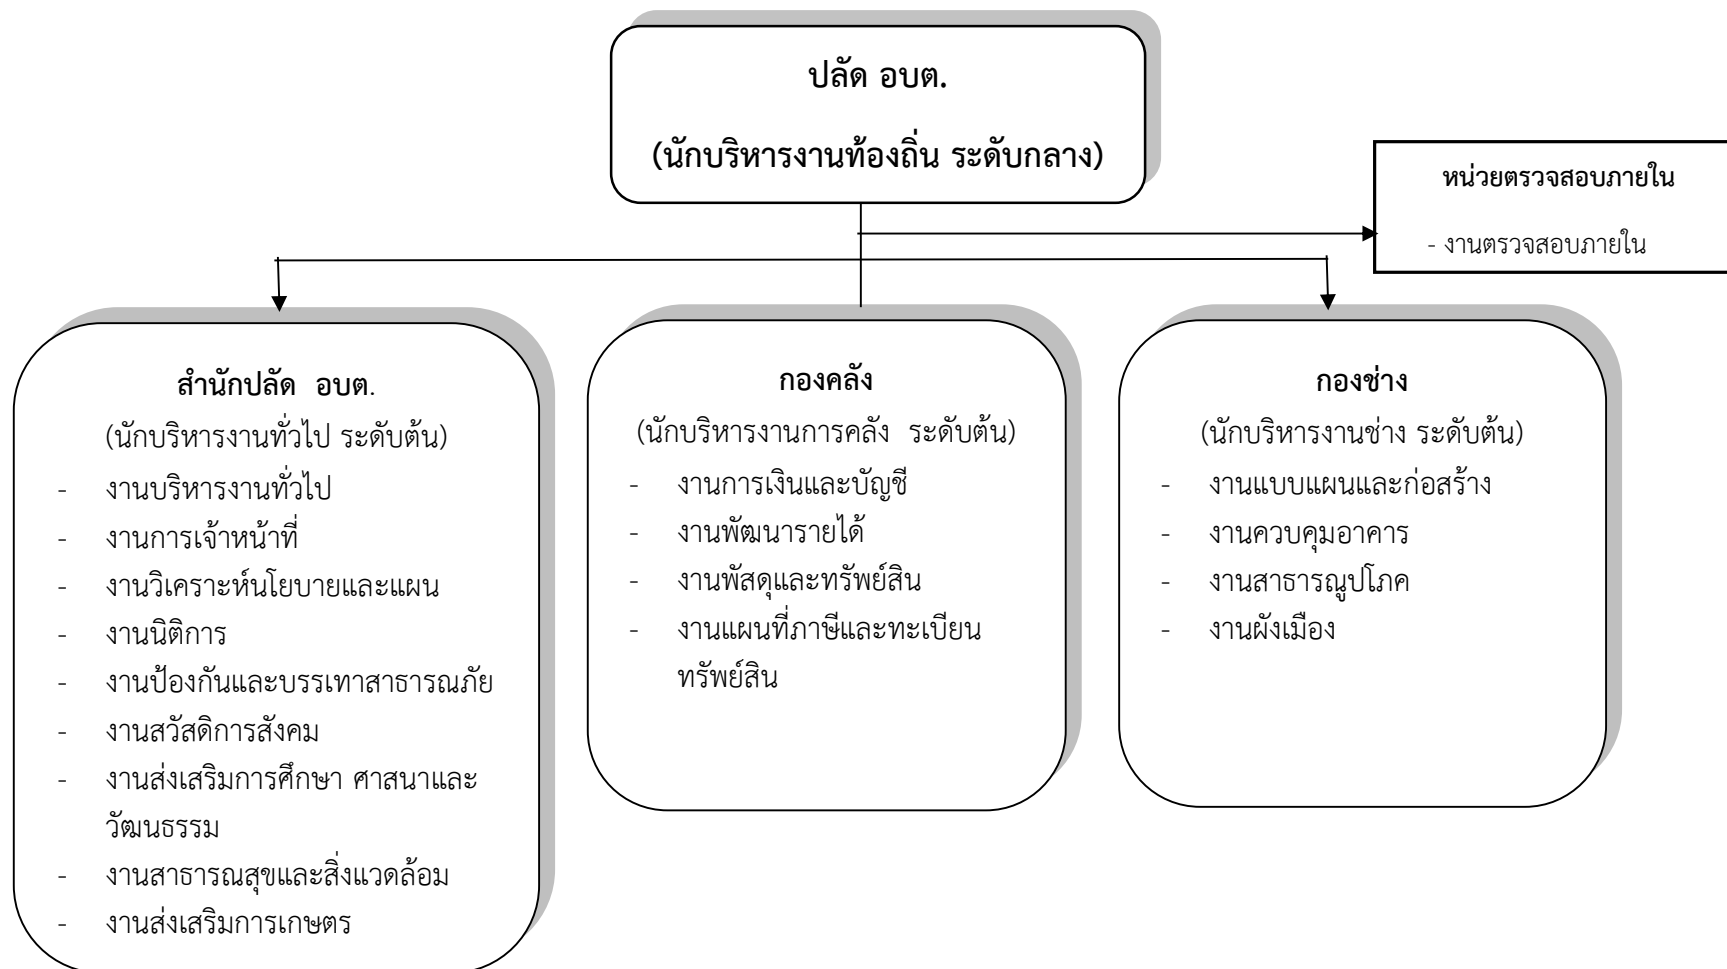 ปลัด อบต.
(นักบริหารงานท้องถิ่น ระดับกลาง)
หน่วยตรวจสอบภายใน
- งานตรวจสอบภายใน
สำนักปลัด อบต.
(นักบริหารงานทั่วไป ระดับต้น)
- งานบริหารงานทั่วไป
- งานการเจ้าหน้าที่
- งานวิเคราะห์นโยบายและแผน
- งานนิติการ
- งานป้องกันและบรรเทาสาธารณภัย
- งานสวัสดิการสังคม
- งานส่งเสริมการศึกษา ศาสนาและ
วัฒนธรรม
- งานสาธารณสุขและสิ่งแวดล้อม
- งานส่งเสริมการเกษตร
กองคลัง
(นักบริหารงานการคลัง ระดับต้น)
- งานการเงินและบัญชี
- งานพัฒนารายได้
- งานพัสดุและทรัพย์สิน
- งานแผนที่ภาษีและทะเบียน
ทรัพย์สิน
กองช่าง
(นักบริหารงานช่าง ระดับต้น)
- งานแบบแผนและก่อสร้าง
- งานควบคุมอาคาร
- งานสาธารณูปโภค
- งานผังเมือง